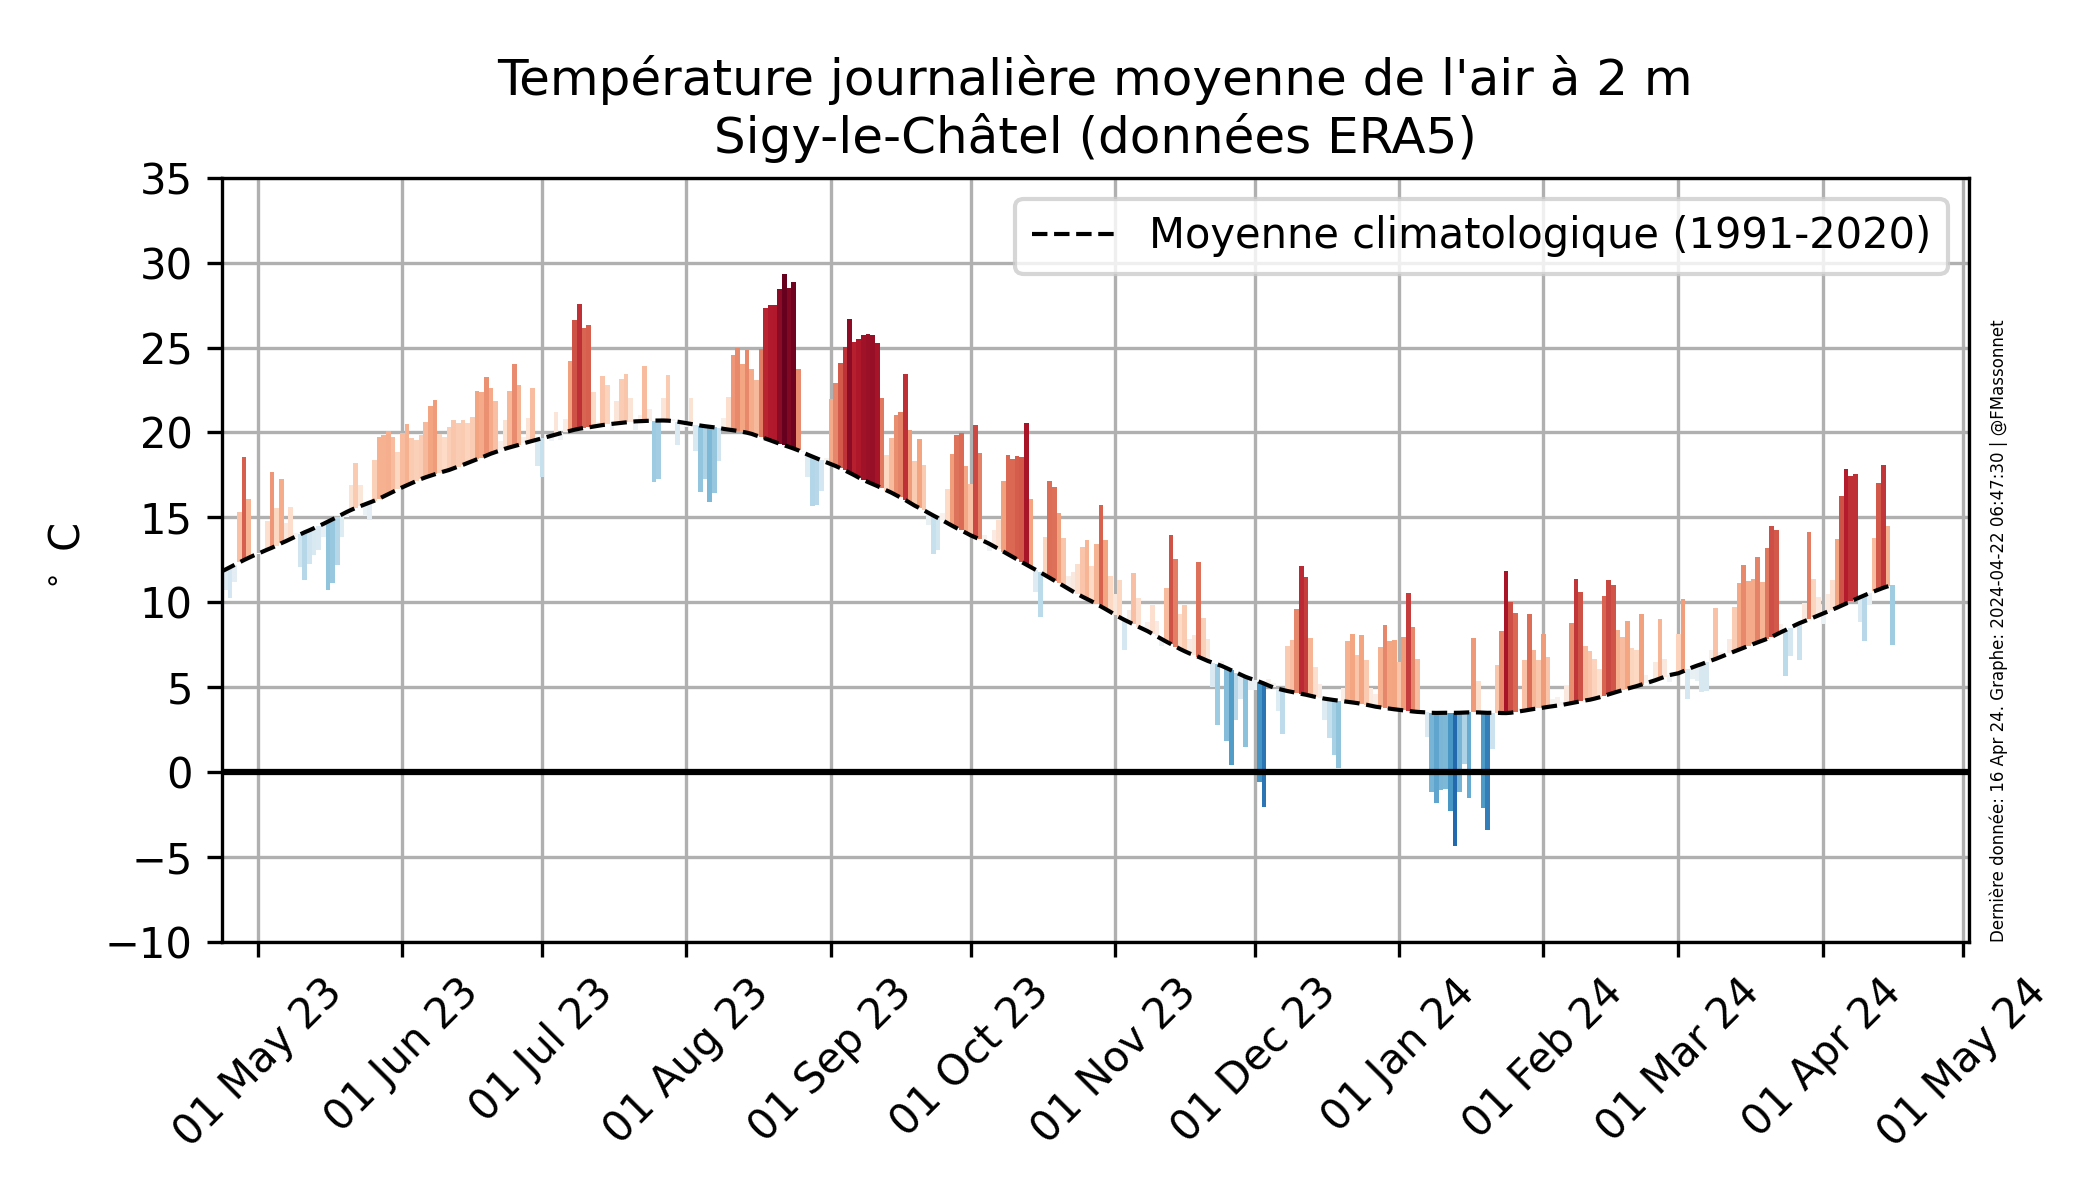 Température journalière moyenne de l'air à 2 m
Sigy-le-Châtel (données ERA5)
Moyenne climatologique (1991-2020)
° C
35
30
25
20
15
10
5
0
−5
−10
01 May 23
01 Jun 23
01 Jul 23
01 Aug 23
01 Sep 23
01 Oct 23
01 Nov 23
01 Dec 23
01 Jan 24
01 Feb 24
01 Mar 24
01 Apr 24
01 May 24
Dernière donnée: 16 Apr 24. Graphe: 2024-04-22 06:47:30 | @FMassonnet